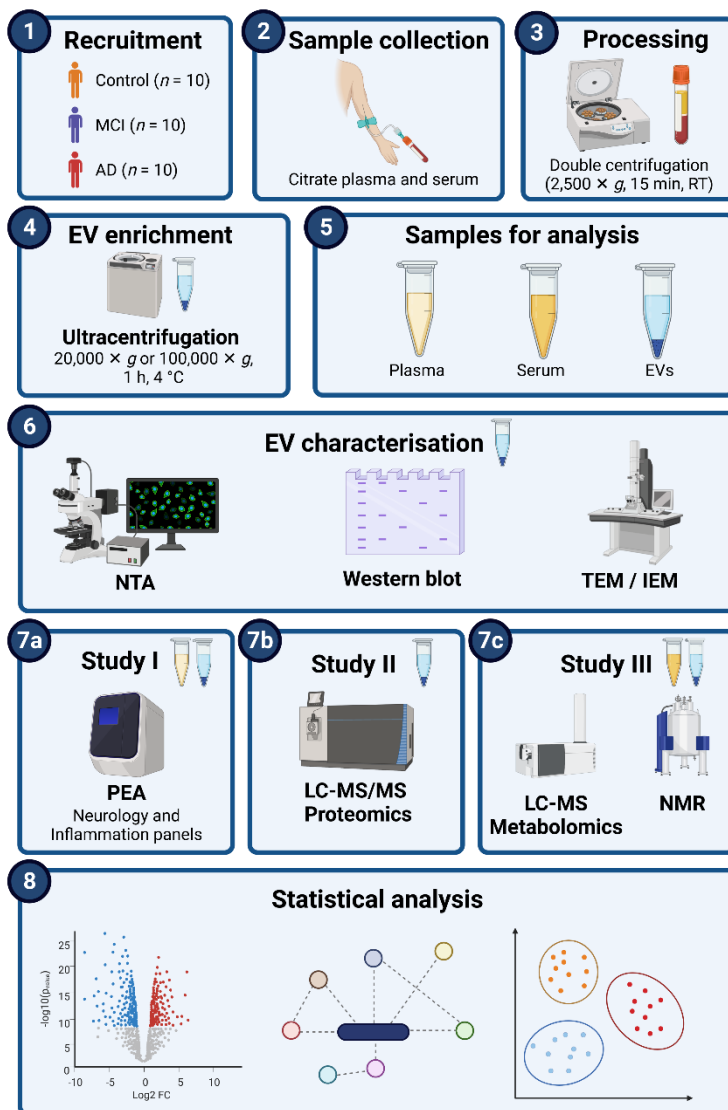 1
Recruitment
Control (n = 10)
MCI (n = 10)
AD (n = 10)
2
Sample collection
Citrate plasma and serum
3
Processing
Double centrifugation
(2,500 × g, 15 min, RT)
4
EV enrichment
Ultracentrifugation
20,000 × g or 100,000 × g,
1 h, 4 °C
5
Samples for analysis
Plasma
Serum
EVs
6
EV characterisation
NTA
Western blot
TEM / IEM
7a
Study I
PEA
Neurology and
Inflammation panels
7b
Study II
LC-MS/MS
Proteomics
7c
Study III
LC-MS
Metabolomics
NMR
8
Statistical analysis
-log10(pvalue)
25
20
15
10
5
0
-10
-5
0
5
10
Log2 FC